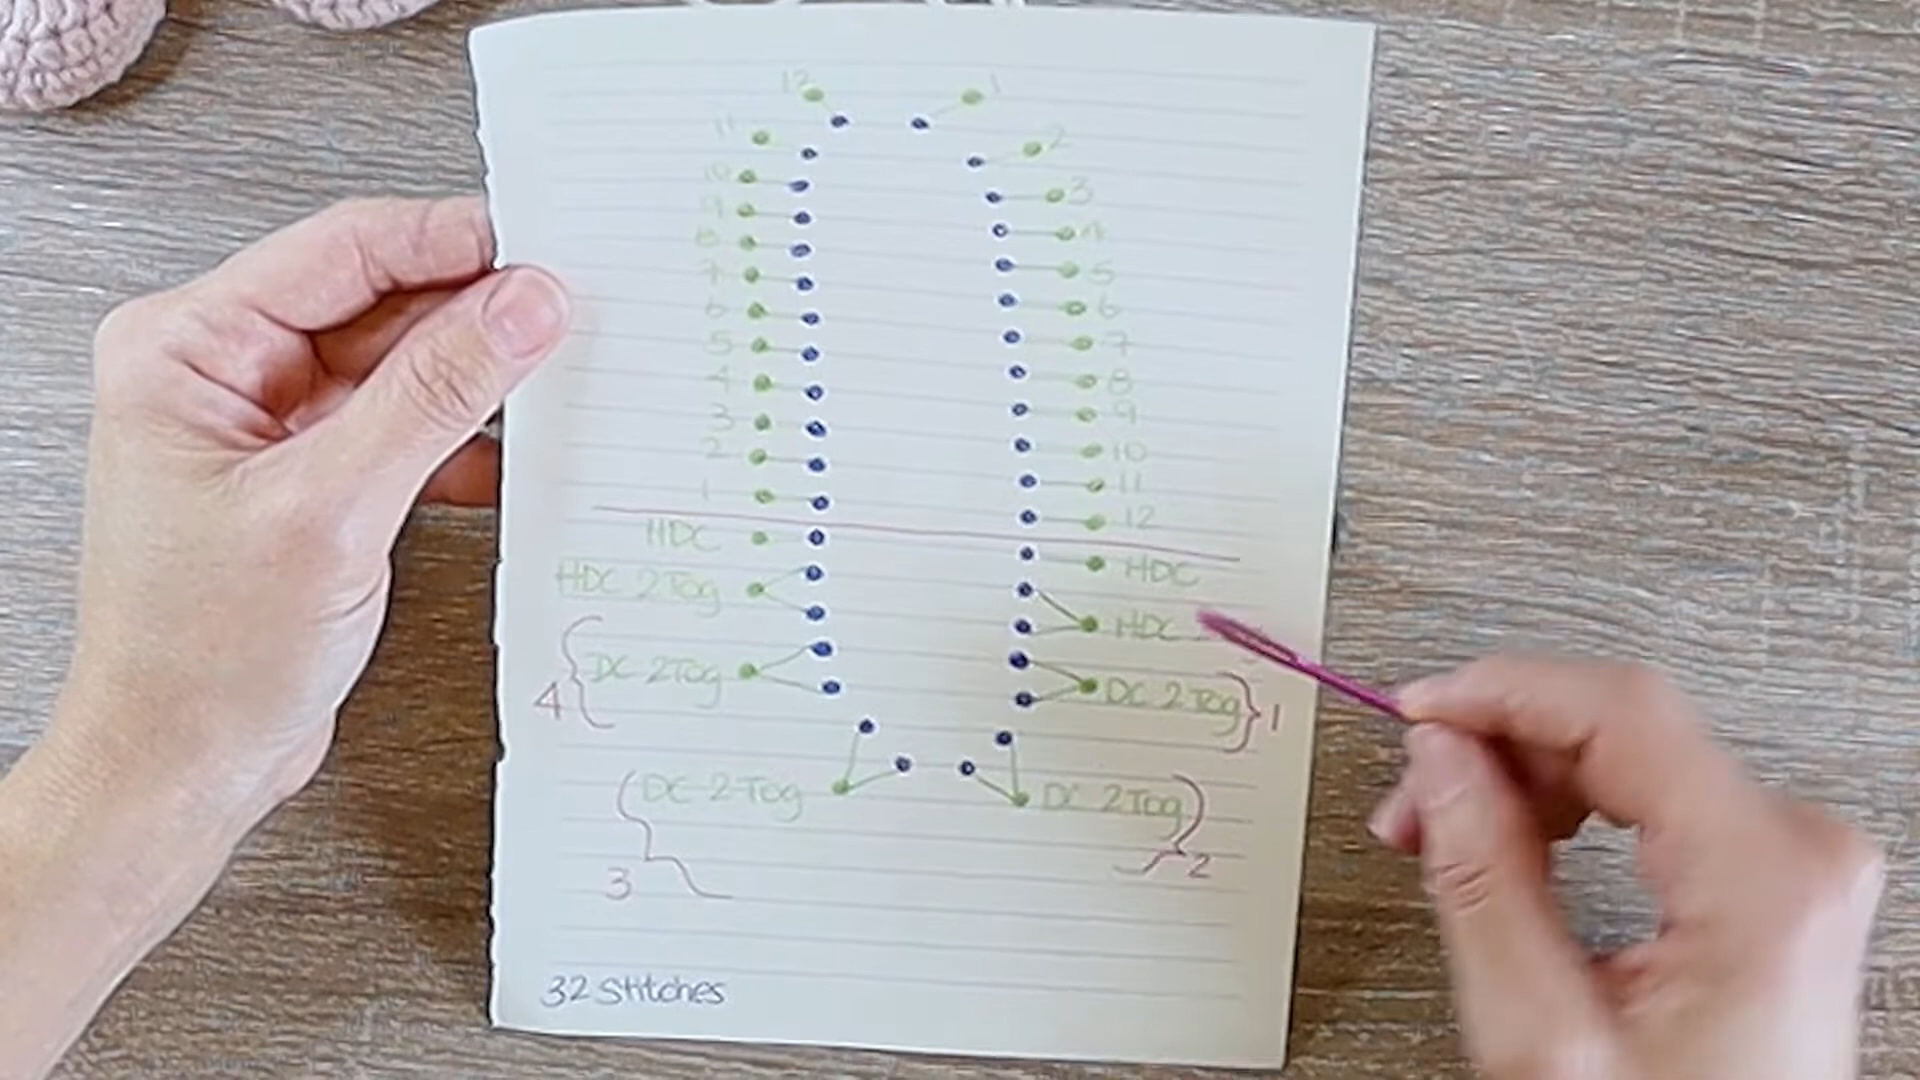 12 1
11 2
10 3
9 4
8 5
7 6
6 7
5 8
4 9
3 10
2 11
1 12
HDC HDC
HDC 2Tog HDC
DC 2Tog DC 2Tog
4 1
DC 2Tog DC 2Tog
3 2
32 Stitches